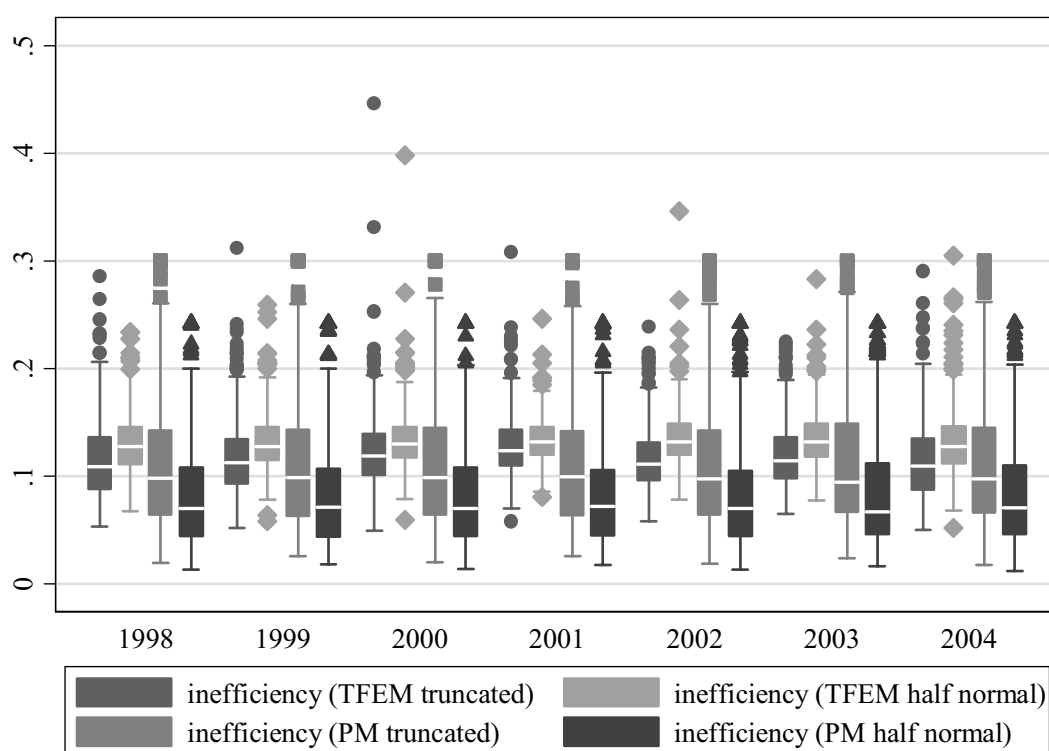 .5
.4
.3
.2
.1
0
1998 1999 2000 2001 2002 2003 2004
inefficiency (TFEM truncated) inefficiency (TFEM half normal)
inefficiency (PM truncated) inefficiency (PM half normal)